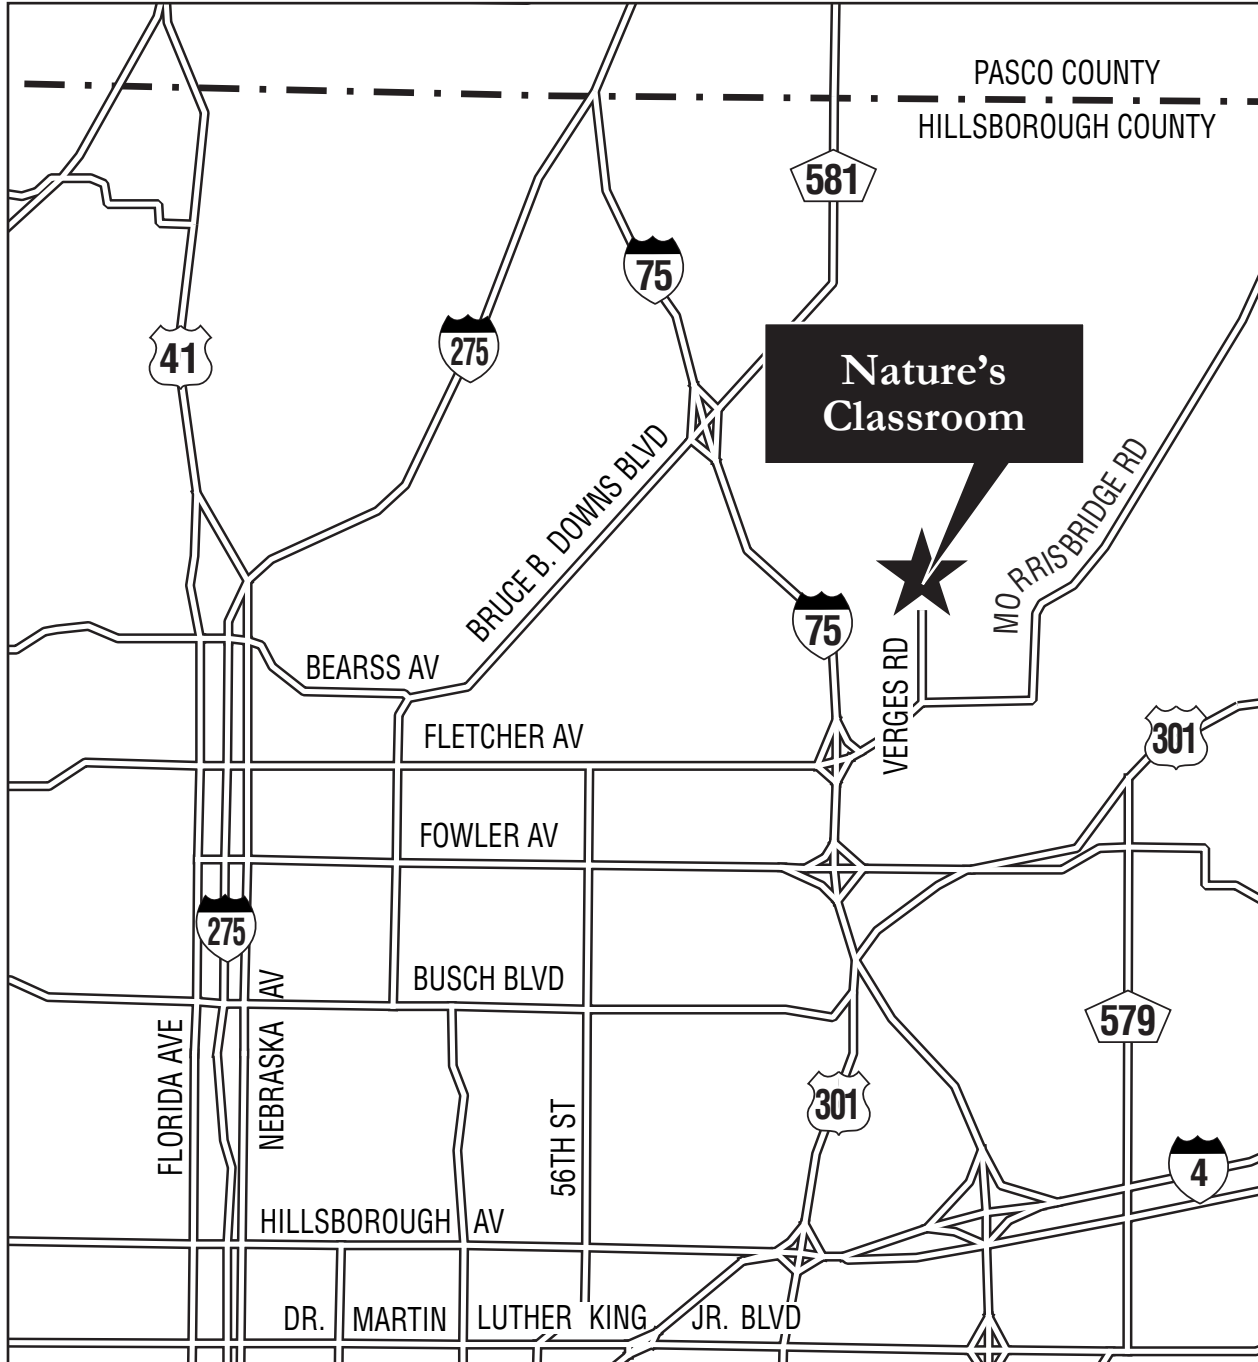 PASCO COUNTY
HILLSBOROUGH COUNTY
581
75
275
41
Nature’s
Classroom
BRUCE B. DOWNS BLVD
MORRISBRIDGE RD
75
VERGES RD
BEARSS AV
FLETCHER AV
301
FOWLER AV
275
BUSCH BLVD
579
FLORIDA AVE
NEBRASKA AV
56TH ST
301
4
HILLSBOROUGH AV
DR. MARTIN LUTHER KING JR. BLVD